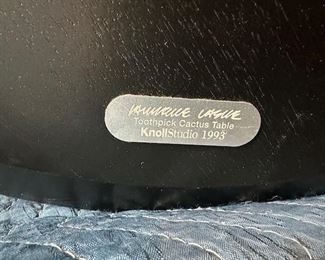 Toothpick Cactus Table
KnollStudio 1993